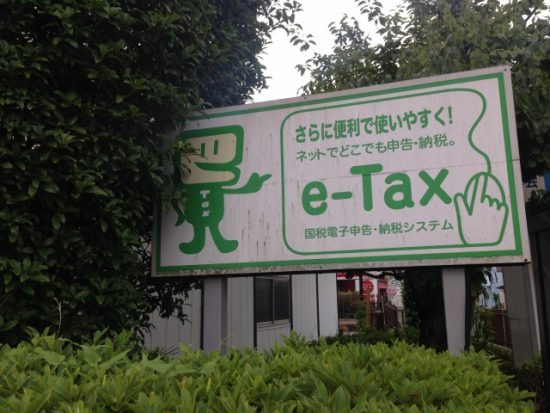 さらに便利で使いやすく!
ネットでどこでも申告・納税。
e-Tax
国税電子申告・納税システム
Tax